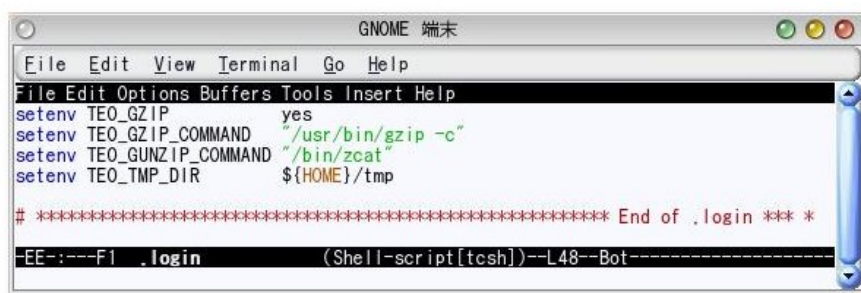 GNOME 端末
File Edit View Terminal Go Help
File Edit Options Buffers Tools Insert Help
setenv TEO_GZIP yes
setenv TEO_GZIP_COMMAND "/usr/bin/gzip -c"
setenv TEO_GUNZIP_COMMAND "/bin/zcat"
setenv TEO_TMP_DIR ${HOME}/tmp
# ****************************************************** End of .login *** *
-EE-:---F1 .login (Shell-script[tcsh])--L48--Bot--------------------